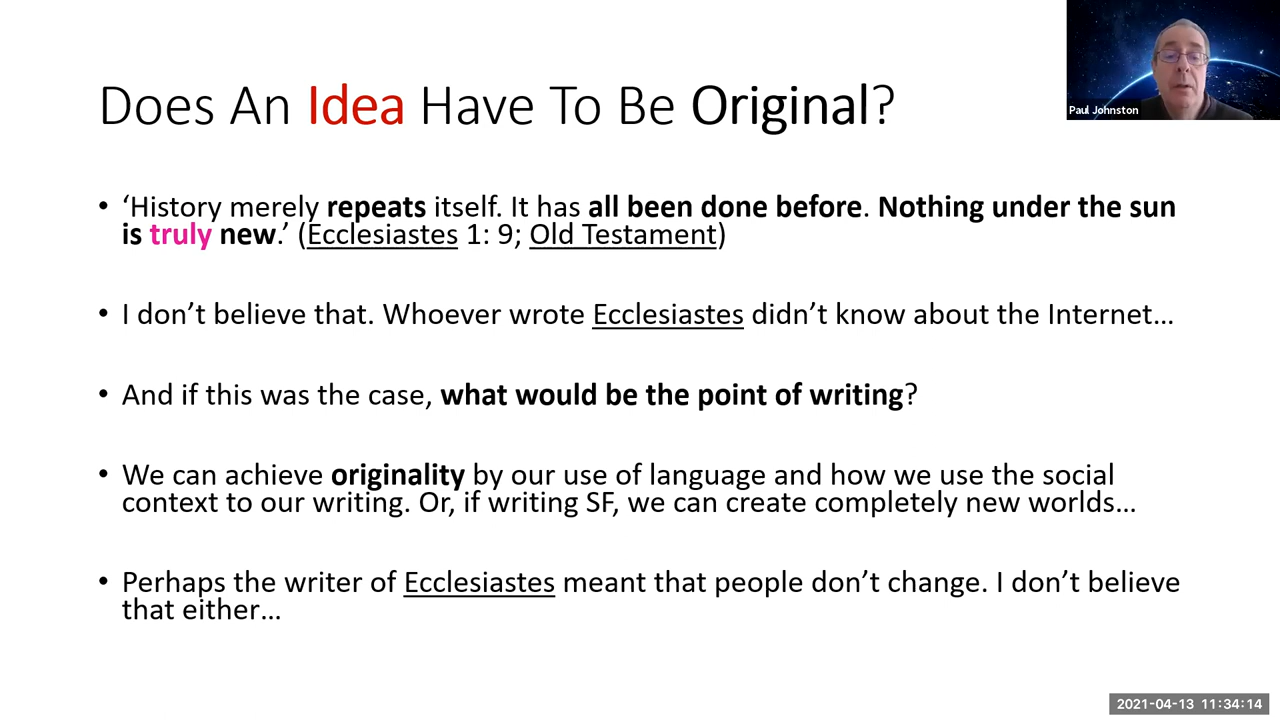 Does An Idea Have To Be Original?
Paul Johnston
• ‘History merely repeats itself. It has all been done before. Nothing under the sun
is truly new.’ (Ecclesiastes 1: 9; Old Testament)
• I don’t believe that. Whoever wrote Ecclesiastes didn’t know about the Internet…
• And if this was the case, what would be the point of writing?
• We can achieve originality by our use of language and how we use the social
context to our writing. Or, if writing SF, we can create completely new worlds…
• Perhaps the writer of Ecclesiastes meant that people don’t change. I don’t believe
that either…
2021-04-13 11:34:14